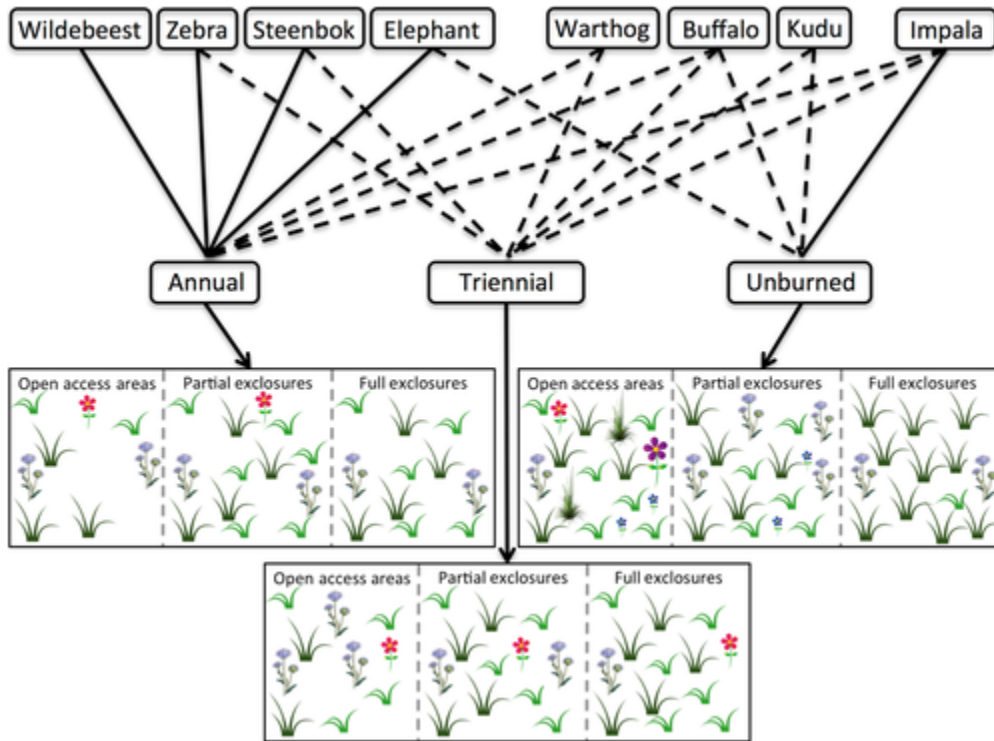 Wildebeest Zebra Steenbok Elephant Warthog Buffalo Kudu Impala
Annual Triennial Unburned
Open access areas Partial exclosures Full exclosures Open access areas Partial exclosures Full exclosures
Open access areas Partial exclosures Full exclosures